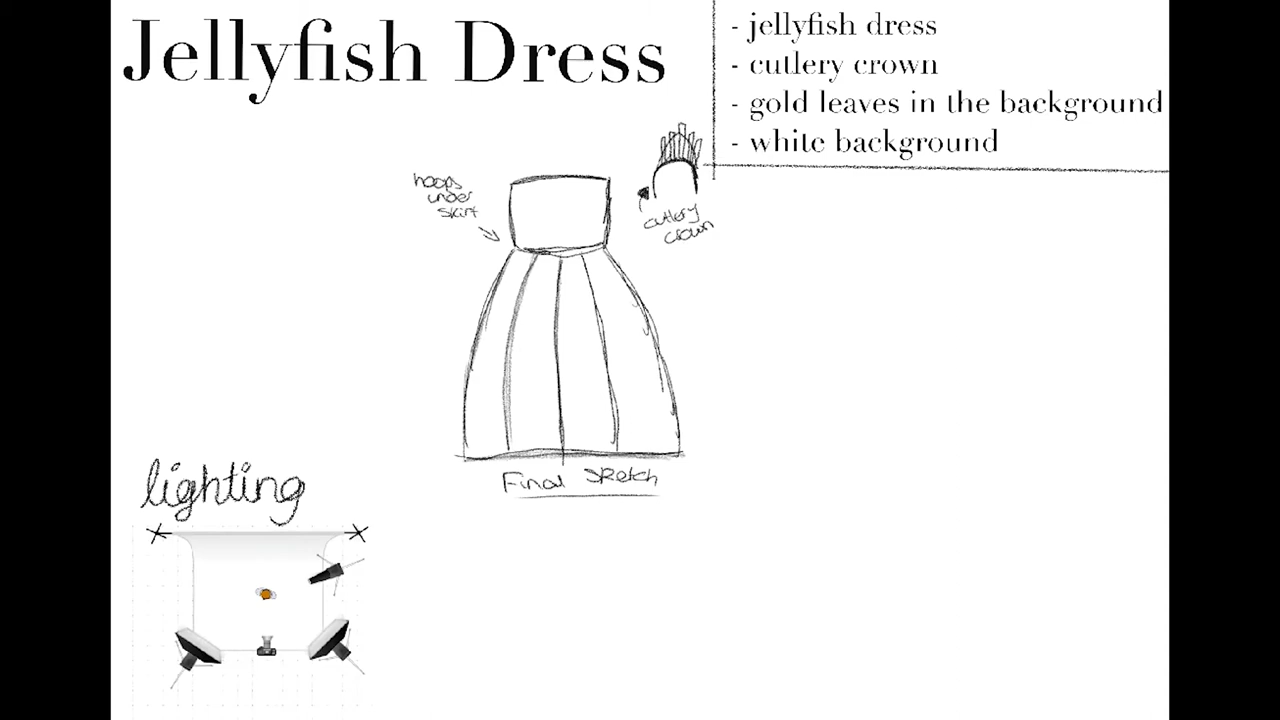 Jellyfish Dress
- jellyfish dress
- cutlery crown
- gold leaves in the background
- white background
hoops
under
skirt
cutlery
crown
Final Sketch
lighting